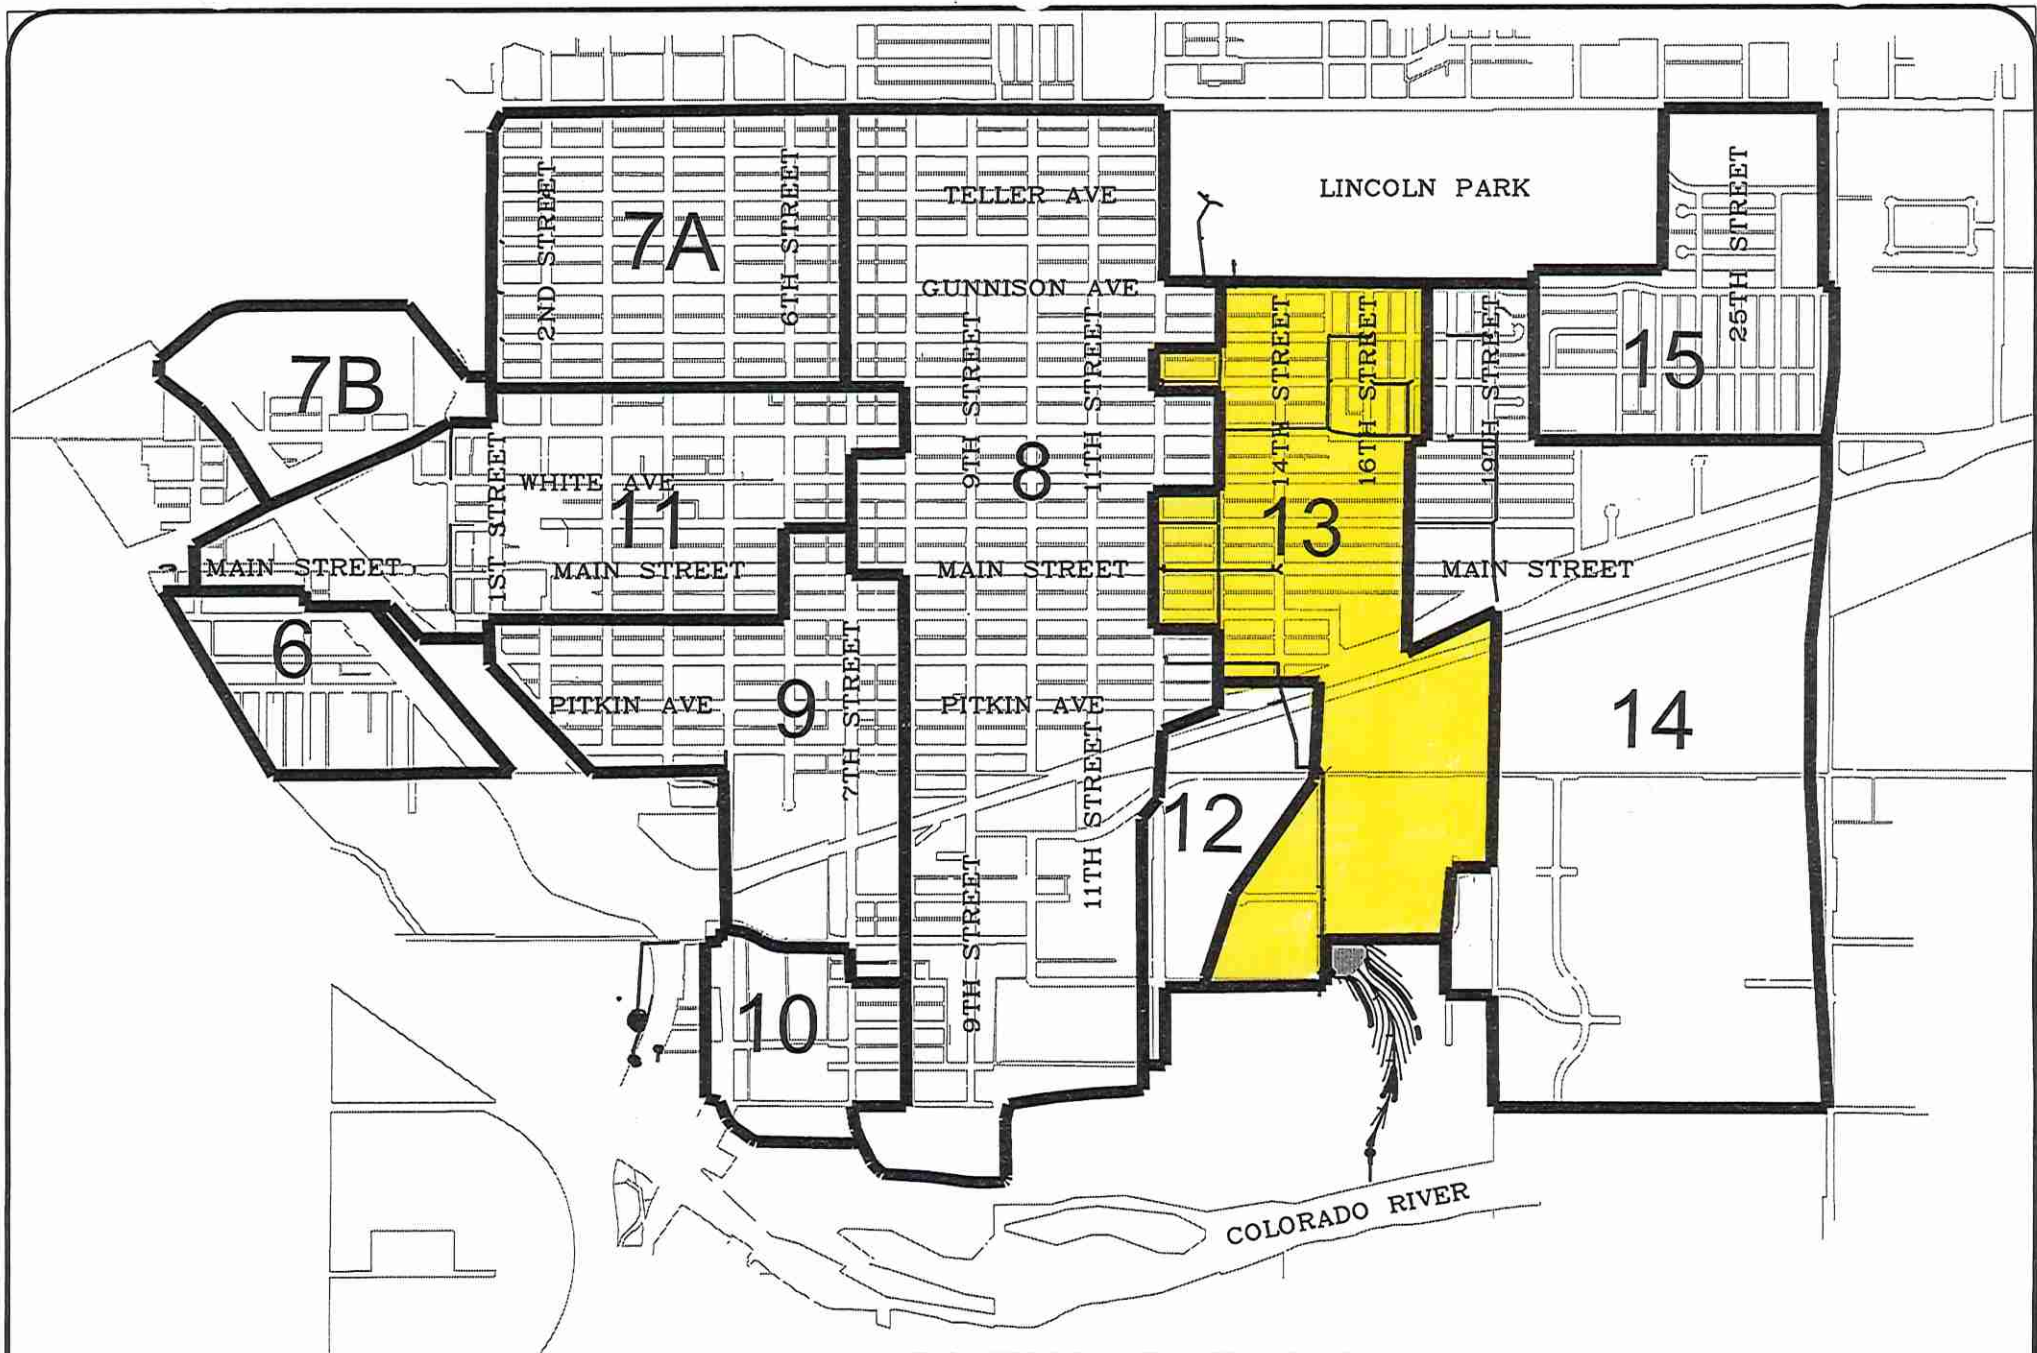 TELLER AVE
LINCOLN PARK
2ND STREET
7A
6TH STREET
25TH STREET
GUNNISON AVE
7B
9TH STREET
11TH STREET
14TH STREET
16TH STREET
19TH STREET
15
8
1ST STREET
WHITE AVE
11
13
MAIN STREET
MAIN STREET
MAIN STREET
MAIN STREET
6
PITKIN AVE
9
7TH STREET
PITKIN AVE
11TH STREET
14
12
9TH STREET
10
COLORADO RIVER